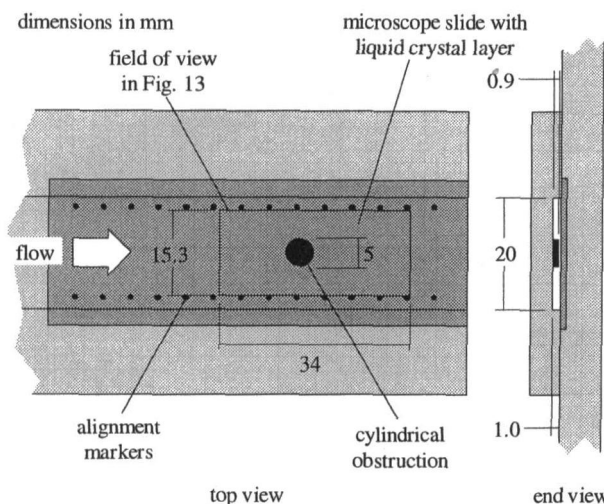 dimensions in mm
microscope slide with
liquid crystal layer
field of view
in Fig. 13
0.9
flow
15.3
5
20
34
alignment
markers
cylindrical
obstruction
1.0
top view
end view